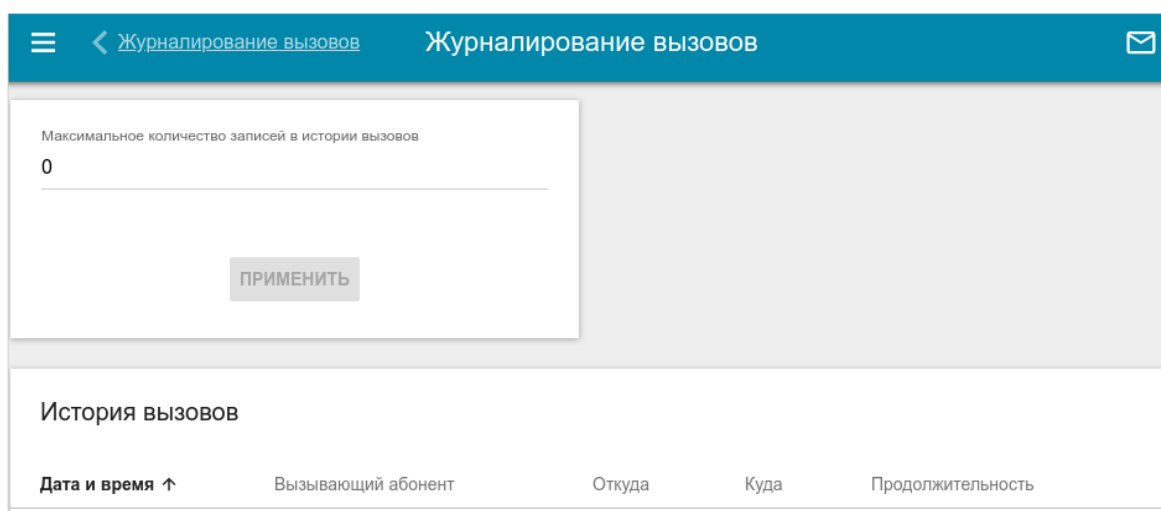 Журналирование вызовов Журналирование вызовов
Максимальное количество записей в истории вызовов
0
ПРИМЕНИТЬ
История вызовов
Дата и время ↑ Вызывающий абонент Откуда Куда Продолжительность